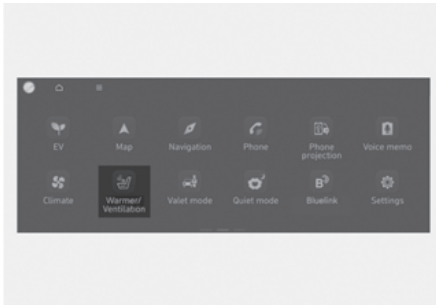 EV
Map
Navigation
Phone
Phone
projection
Voice memo
Climate
Warmer/
Ventilation
Valet mode
Quiet mode
Bluelink
Settings